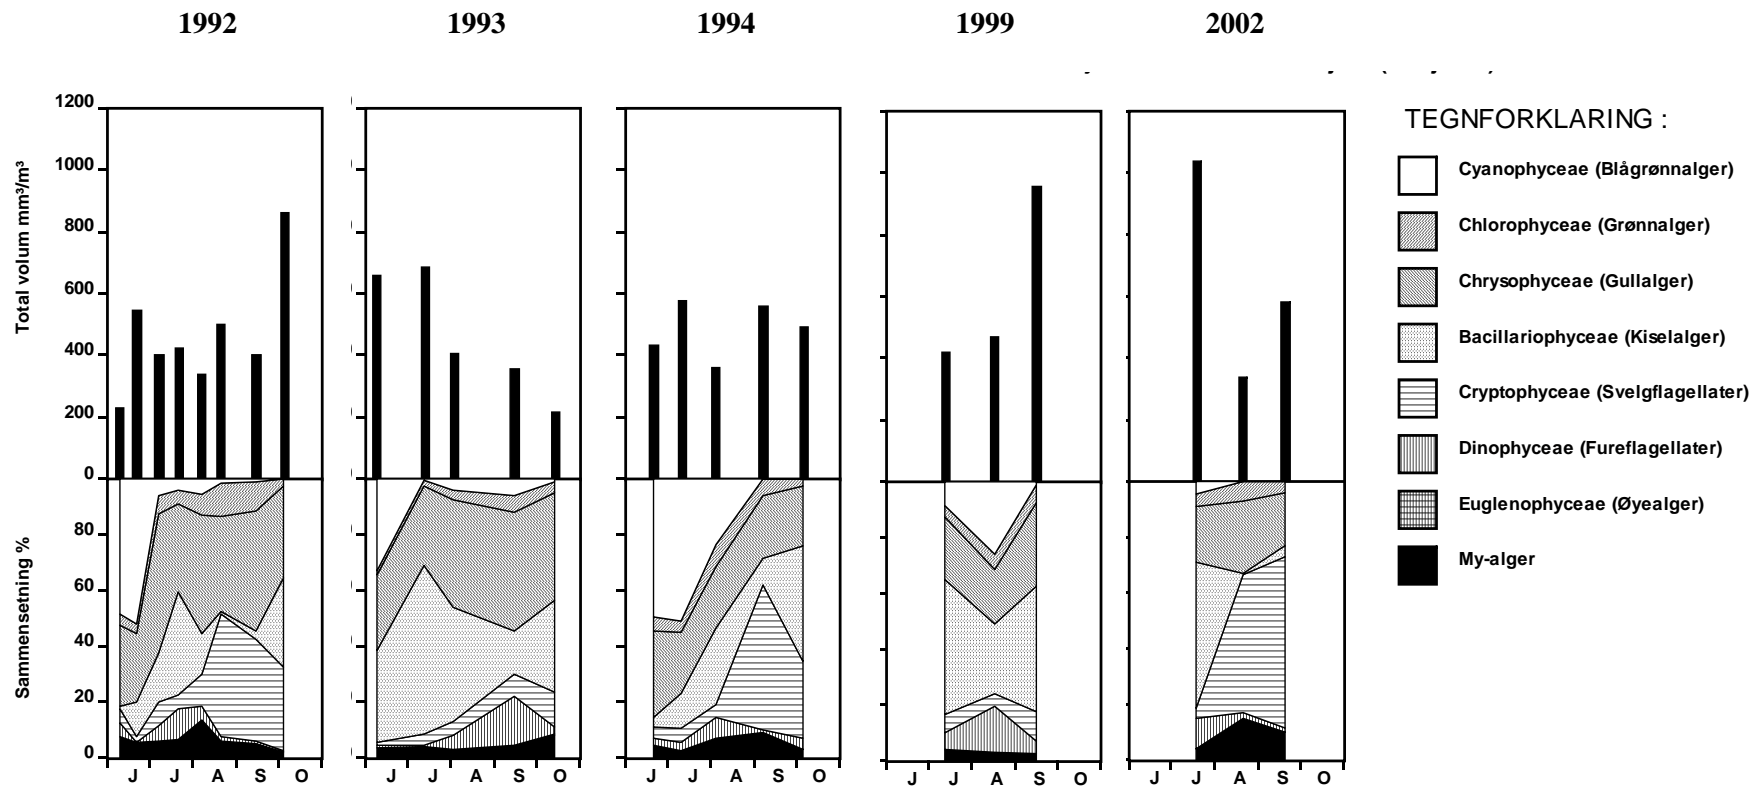 1992 1993 1994 1999 2002
1200
1000
800
600
400
200
0
Total volum mm³/m³
80
60
40
20
0
Sammensetning %
J J A S O
J J A S O
J J A S O
J J A S O
J J A S O
TEGNFORKLARING :
Cyanophyceae (Blågrønnalger)
Chlorophyceae (Grønnalger)
Chrysophyceae (Gullalger)
Bacillariophyceae (Kiselalger)
Cryptophyceae (Svelgflagellater)
Dinophyceae (Fureflagellater)
Euglenophyceae (Øyealger)
My-alger